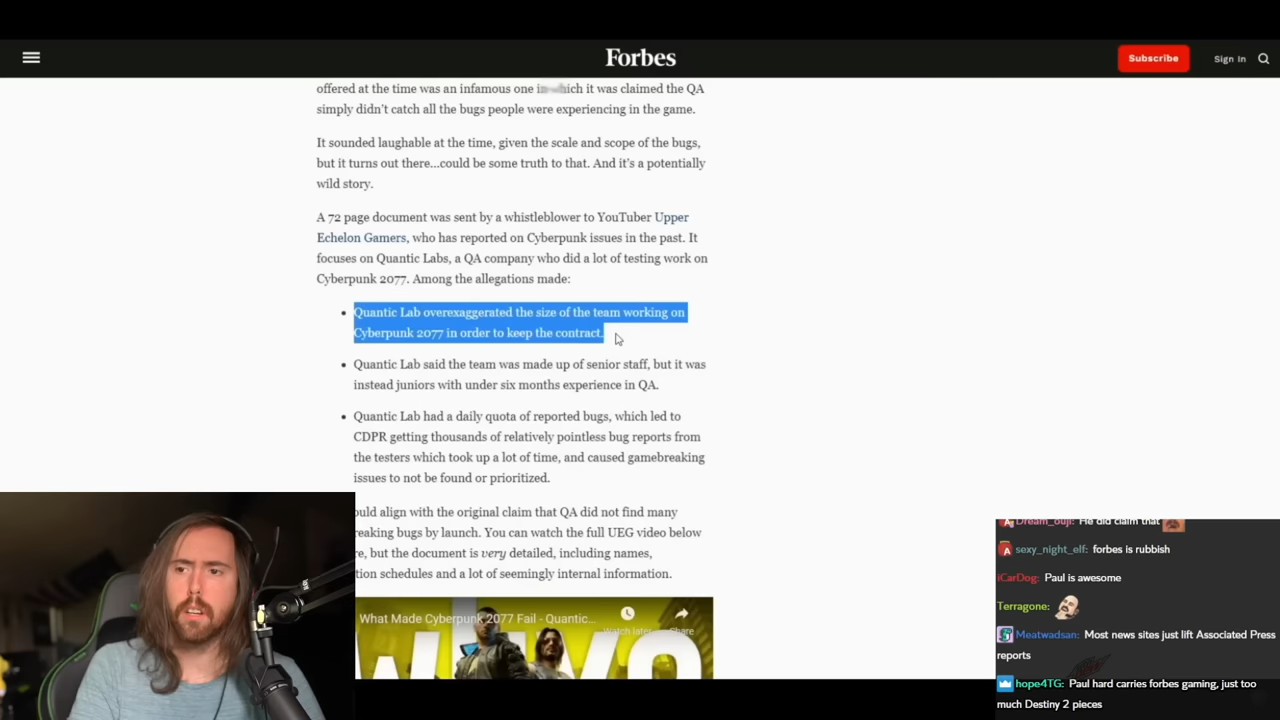 Forbes
Subscribe
Sign In
offered at the time was an infamous one in which it was claimed the QA
simply didn't catch all the bugs people were experiencing in the game.
It sounded laughable at the time, given the scale and scope of the bugs,
but it turns out there...could be some truth to that. And it's a potentially
wild story.
A 72 page document was sent by a whistleblower to YouTuber Upper
Echelon Gamers, who has reported on Cyberpunk issues in the past. It
focuses on Quantic Labs, a QA company who did a lot of testing work on
Cyberpunk 2077. Among the allegations made:
• Quantic Lab overexaggerated the size of the team working on
Cyberpunk 2077 in order to keep the contract.
• Quantic Lab said the team was made up of senior staff, but it was
instead juniors with under six months experience in QA.
• Quantic Lab had a daily quota of reported bugs, which led to
CDPR getting thousands of relatively pointless bug reports from
the testers which took up a lot of time, and caused gamebreaking
issues to not be found or prioritized.
ould align with the original claim that QA did not find many
eaking bugs by launch. You can watch the full UEG video below
re, but the document is very detailed, including names,
tion schedules and a lot of seemingly internal information.
What Made Cyberpunk 2077 Fail - Quantic...
Watch later
Share
Dream_ouji: He did claim that
sexy_night_elf: forbes is rubbish
iCarDog: Paul is awesome
Terragone:
Meatwadsan: Most news sites just lift Associated Press
reports
hope4TG: Paul hard carries forbes gaming, just too
much Destiny 2 pieces